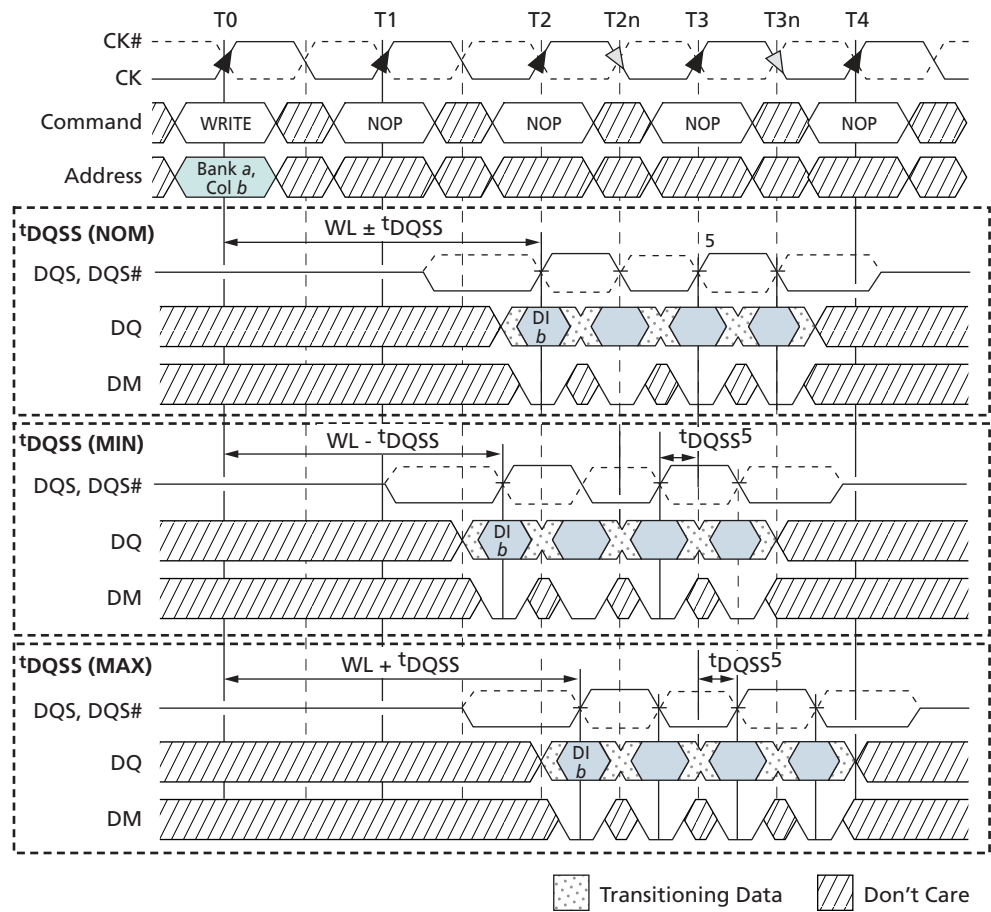 T0 T1 T2 T2n T3 T3n T4
CK#
CK
Command WRITE NOP NOP NOP NOP
Address Bank a, Col b
tDQSS (NOM) WL ± tDQSS
5
DQS, DQS#
DQ DI b
DM
tDQSS (MIN) WL - tDQSS tDQSS5
DQS, DQS#
DQ DI b
DM
tDQSS (MAX) WL + tDQSS tDQSS5
DQS, DQS#
DQ DI b
DM
Transitioning Data Don't Care